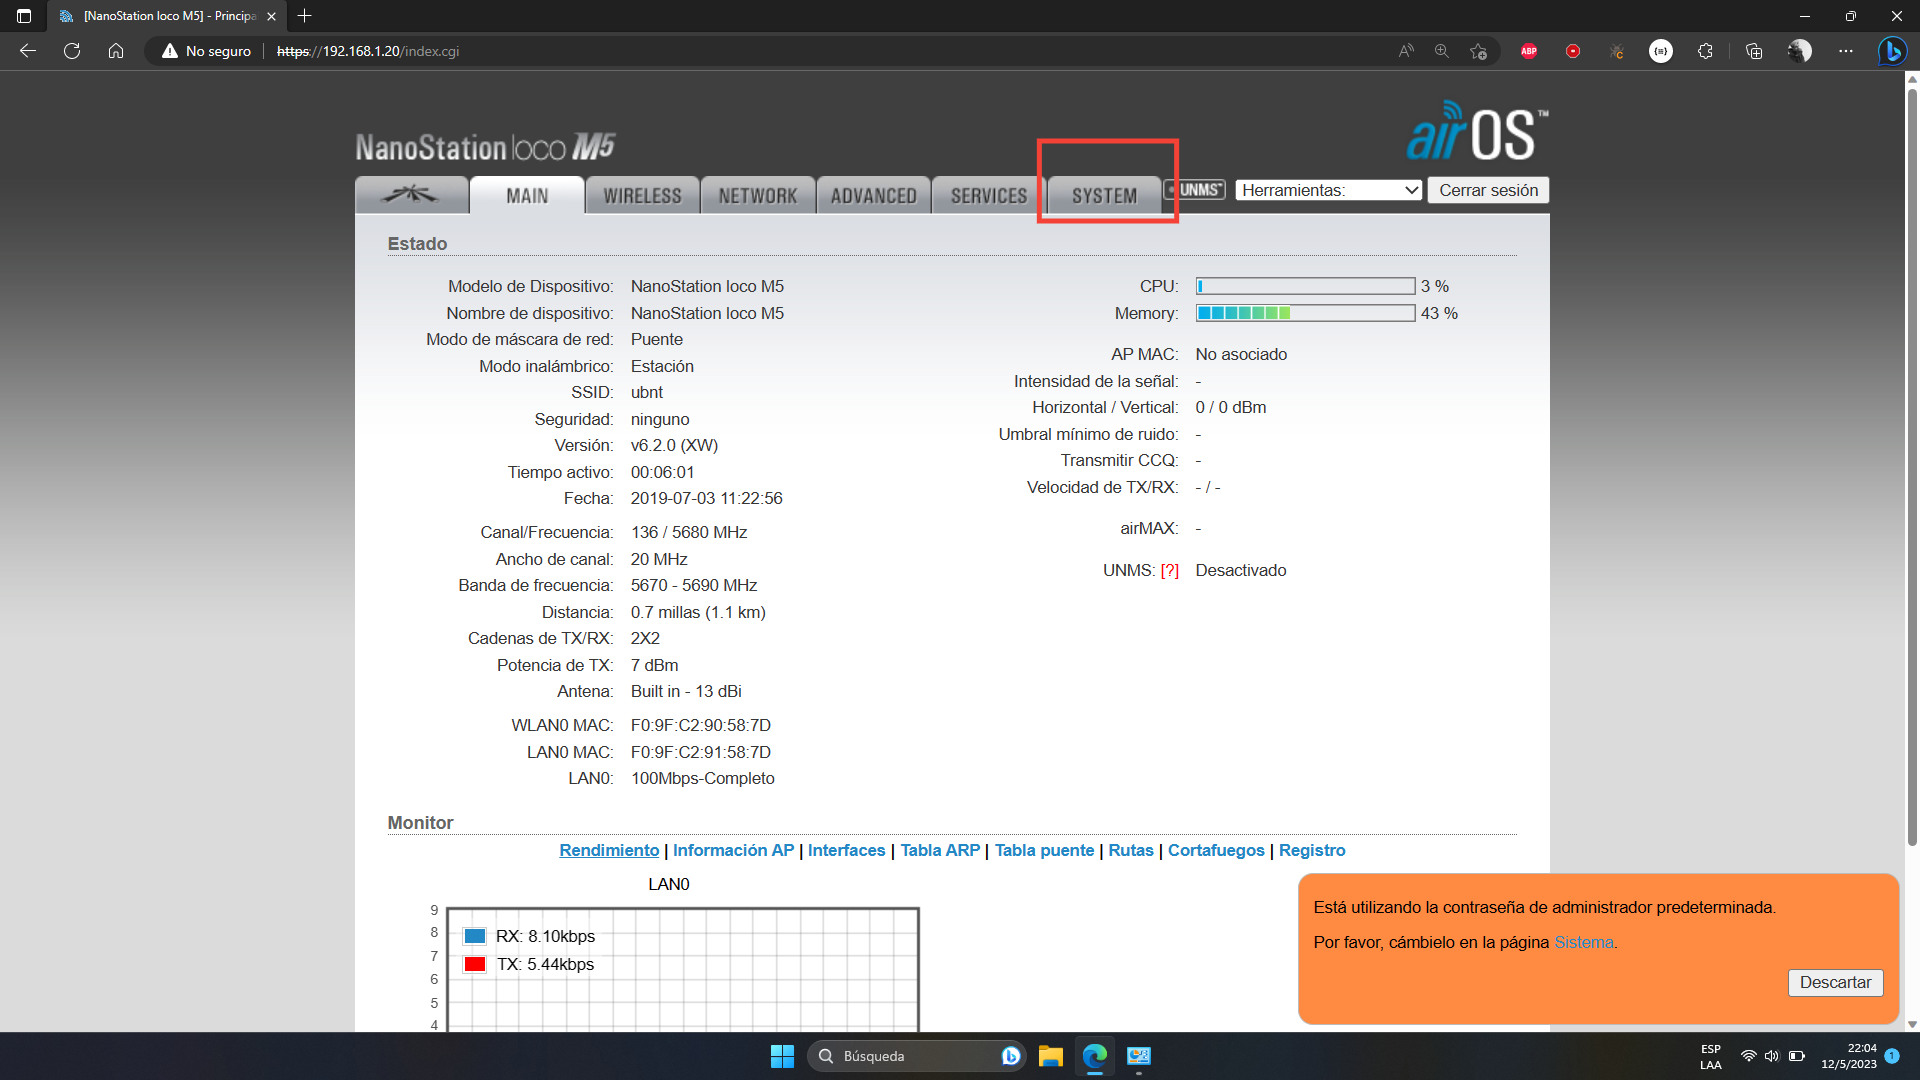 [NanoStation loco M5] - Principa
No seguro
https://192.168.1.20/index.cgi
ABP
NanoStation loco M5
airOS™
MAIN
WIRELESS
NETWORK
ADVANCED
SERVICES
SYSTEM
UNMS
Herramientas:
Cerrar sesión
Estado
Modelo de Dispositivo: NanoStation loco M5
Nombre de dispositivo: NanoStation loco M5
Modo de máscara de red: Puente
Modo inalámbrico: Estación
SSID: ubnt
Seguridad: ninguno
Versión: v6.2.0 (XW)
Tiempo activo: 00:06:01
Fecha: 2019-07-03 11:22:56
Canal/Frecuencia: 136 / 5680 MHz
Ancho de canal: 20 MHz
Banda de frecuencia: 5670 - 5690 MHz
Distancia: 0.7 millas (1.1 km)
Cadenas de TX/RX: 2X2
Potencia de TX: 7 dBm
Antena: Built in - 13 dBi
WLAN0 MAC: F0:9F:C2:90:58:7D
LAN0 MAC: F0:9F:C2:91:58:7D
LAN0: 100Mbps-Completo
CPU: 3 %
Memory: 43 %
AP MAC: No asociado
Intensidad de la señal: -
Horizontal / Vertical: 0 / 0 dBm
Umbral mínimo de ruido: -
Transmitir CCQ: -
Velocidad de TX/RX: - / -
airMAX: -
UNMS: [?] Desactivado
Monitor
Rendimiento | Información AP | Interfaces | Tabla ARP | Tabla puente | Rutas | Cortafuegos | Registro
LAN0
9
8
7
6
5
4
RX: 8.10kbps
TX: 5.44kbps
Está utilizando la contraseña de administrador predeterminada.
Por favor, cámbielo en la página Sistema.
Descartar
Búsqueda
ESP
LAA
22:04
12/5/2023
1